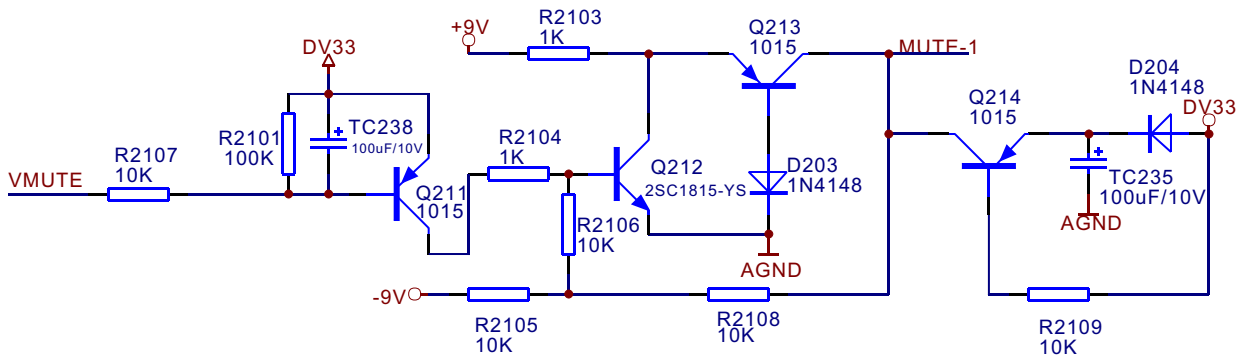 R2103
+9V
1K
Q213
1015
MUTE-1
DV33
D204
1N4148
DV33
Q214
1015
R2101
100K
TC238
100uF/10V
R2104
1K
R2107
10K
VMUTE
Q211
1015
Q212
2SC1815-YS
D203
1N4148
TC235
100uF/10V
AGND
R2106
10K
AGND
-9V
R2105
10K
R2108
10K
R2109
10K